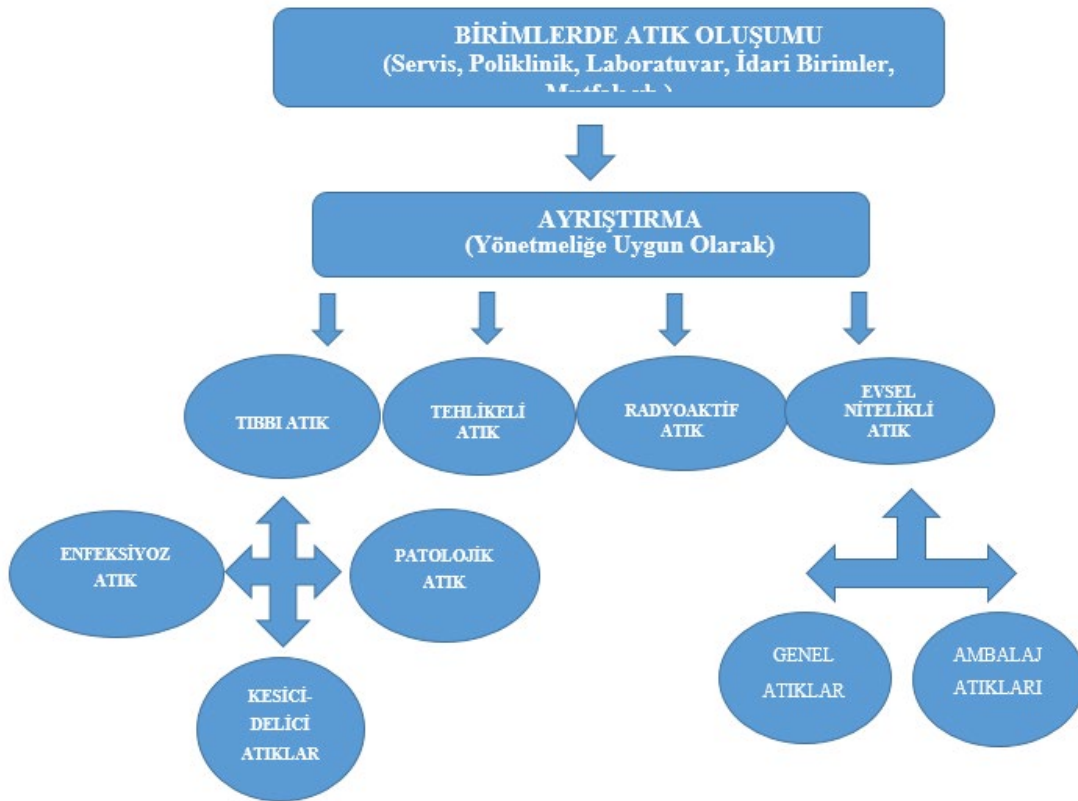 BİRİMLERDE ATIK OLUŞUMU
(Servis, Poliklinik, Laboratuvar, İdari Birimler,
AYRIŞTIRMA
(Yönetmeliğe Uygun Olarak)
TIBBI ATIK
TEHLİKELİ
ATIK
RADYOAKTİF
ATIK
EVSEL
NİTELİKLİ
ATIK
ENFEKSİYOZ
ATIK
PATOLOJİK
ATIK
KESİCİ-
DELİCİ
ATIKLAR
GENEL
ATIKLAR
AMBALAJ
ATIKLARI